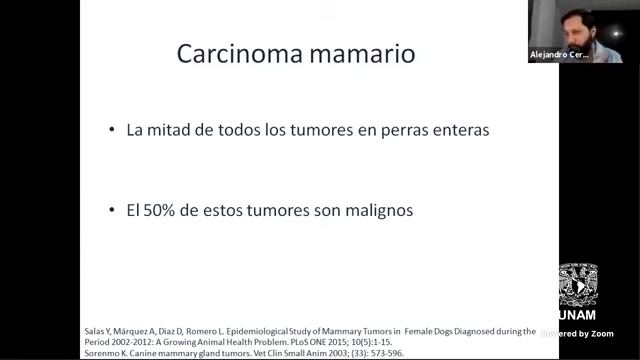 Carcinoma mamario
Alejandro Cer...
• La mitad de todos los tumores en perras enteras
• El 50% de estos tumores son malignos
Salas Y, Márquez A, Diaz D, Romero L. Epidemiological Study of Mammary Tumors in Female Dogs Diagnosed during the
Period 2002-2012: A Growing Animal Health Problem. PLoS ONE 2015; 10(5):1-15.
Sorenmo K. Canine mammary gland tumors. Vet Clin Small Anim 2003; (33): 573-596.
UNAM
Powered by Zoom